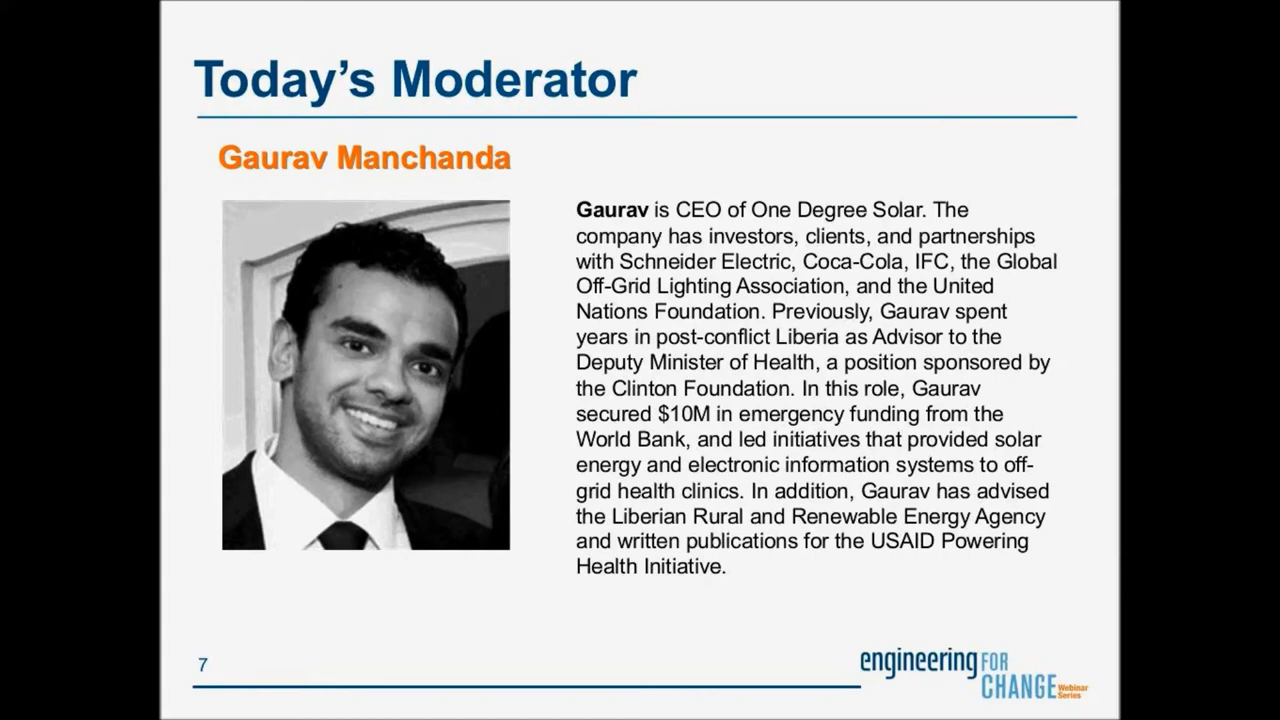 Today's Moderator
Gaurav Manchanda
Gaurav is CEO of One Degree Solar. The
company has investors, clients, and partnerships
with Schneider Electric, Coca-Cola, IFC, the Global
Off-Grid Lighting Association, and the United
Nations Foundation. Previously, Gaurav spent
years in post-conflict Liberia as Advisor to the
Deputy Minister of Health, a position sponsored by
the Clinton Foundation. In this role, Gaurav
secured $10M in emergency funding from the
World Bank, and led initiatives that provided solar
energy and electronic information systems to off-
grid health clinics. In addition, Gaurav has advised
the Liberian Rural and Renewable Energy Agency
and written publications for the USAID Powering
Health Initiative.
7
engineering FOR
CHANGE Webinar
Series